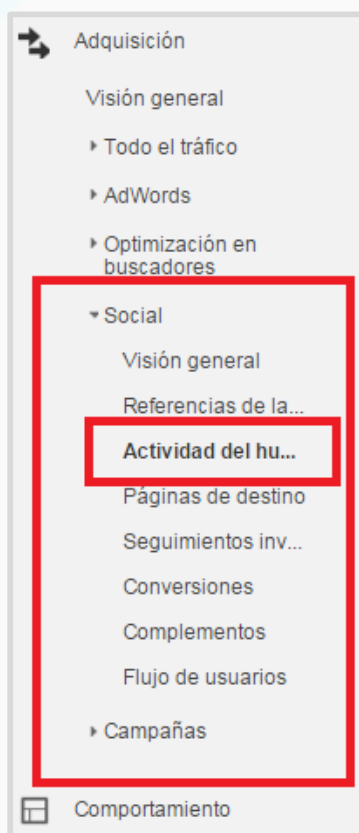 Adquisición
Visión general
Todo el tráfico
AdWords
Optimización en
buscadores
Social
Visión general
Referencias de la...
Actividad del hu...
Páginas de destino
Seguimientos inv...
Conversiones
Complementos
Flujo de usuarios
Campañas
Comportamiento